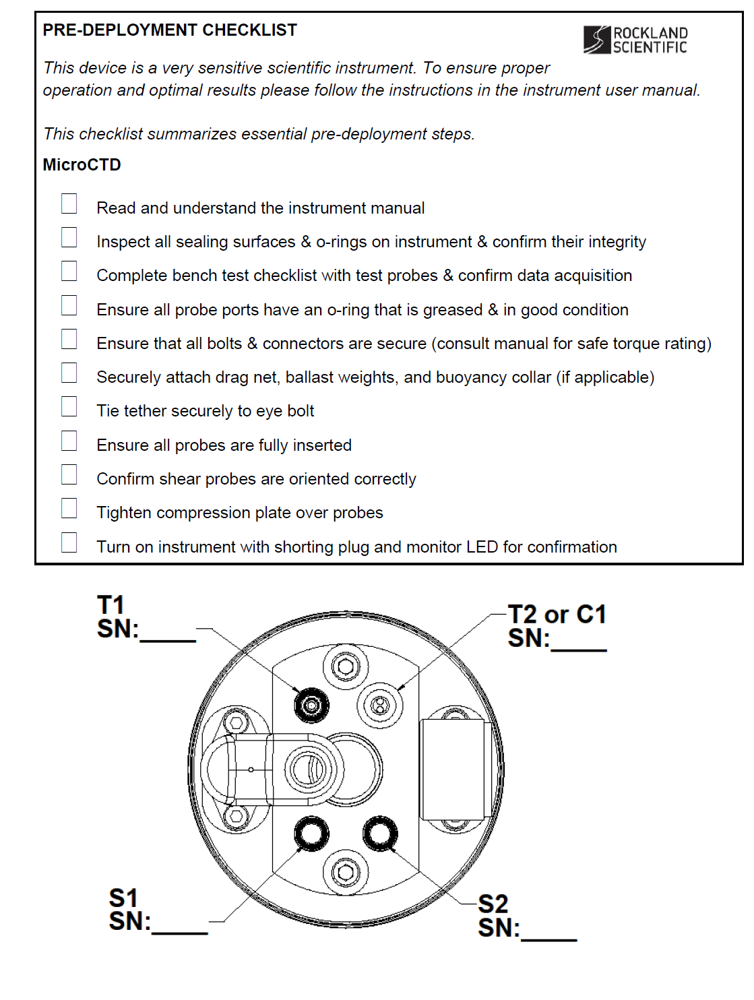 PRE-DEPLOYMENT CHECKLIST
ROCKLAND
SCIENTIFIC
This device is a very sensitive scientific instrument. To ensure proper
operation and optimal results please follow the instructions in the instrument user manual.
This checklist summarizes essential pre-deployment steps.
MicroCTD
Read and understand the instrument manual
Inspect all sealing surfaces & o-rings on instrument & confirm their integrity
Complete bench test checklist with test probes & confirm data acquisition
Ensure all probe ports have an o-ring that is greased & in good condition
Ensure that all bolts & connectors are secure (consult manual for safe torque rating)
Securely attach drag net, ballast weights, and buoyancy collar (if applicable)
Tie tether securely to eye bolt
Ensure all probes are fully inserted
Confirm shear probes are oriented correctly
Tighten compression plate over probes
Turn on instrument with shorting plug and monitor LED for confirmation
T1
SN:____
T2 or C1
SN:____
S1
SN:____
S2
SN:____